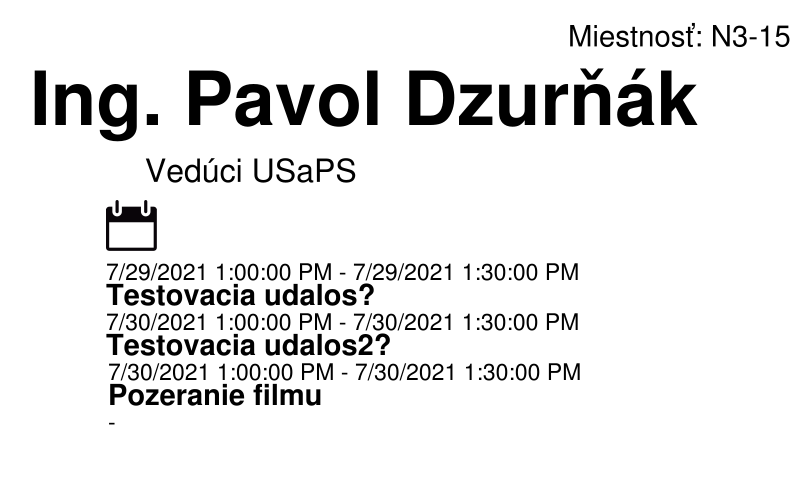 Miestnosť: N3-15
Ing. Pavol Dzurňák
Vedúci USaPS
7/29/2021 1:00:00 PM - 7/29/2021 1:30:00 PM
Testovacia udalos?
7/30/2021 1:00:00 PM - 7/30/2021 1:30:00 PM
Testovacia udalos2?
7/30/2021 1:00:00 PM - 7/30/2021 1:30:00 PM
Pozeranie filmu
-